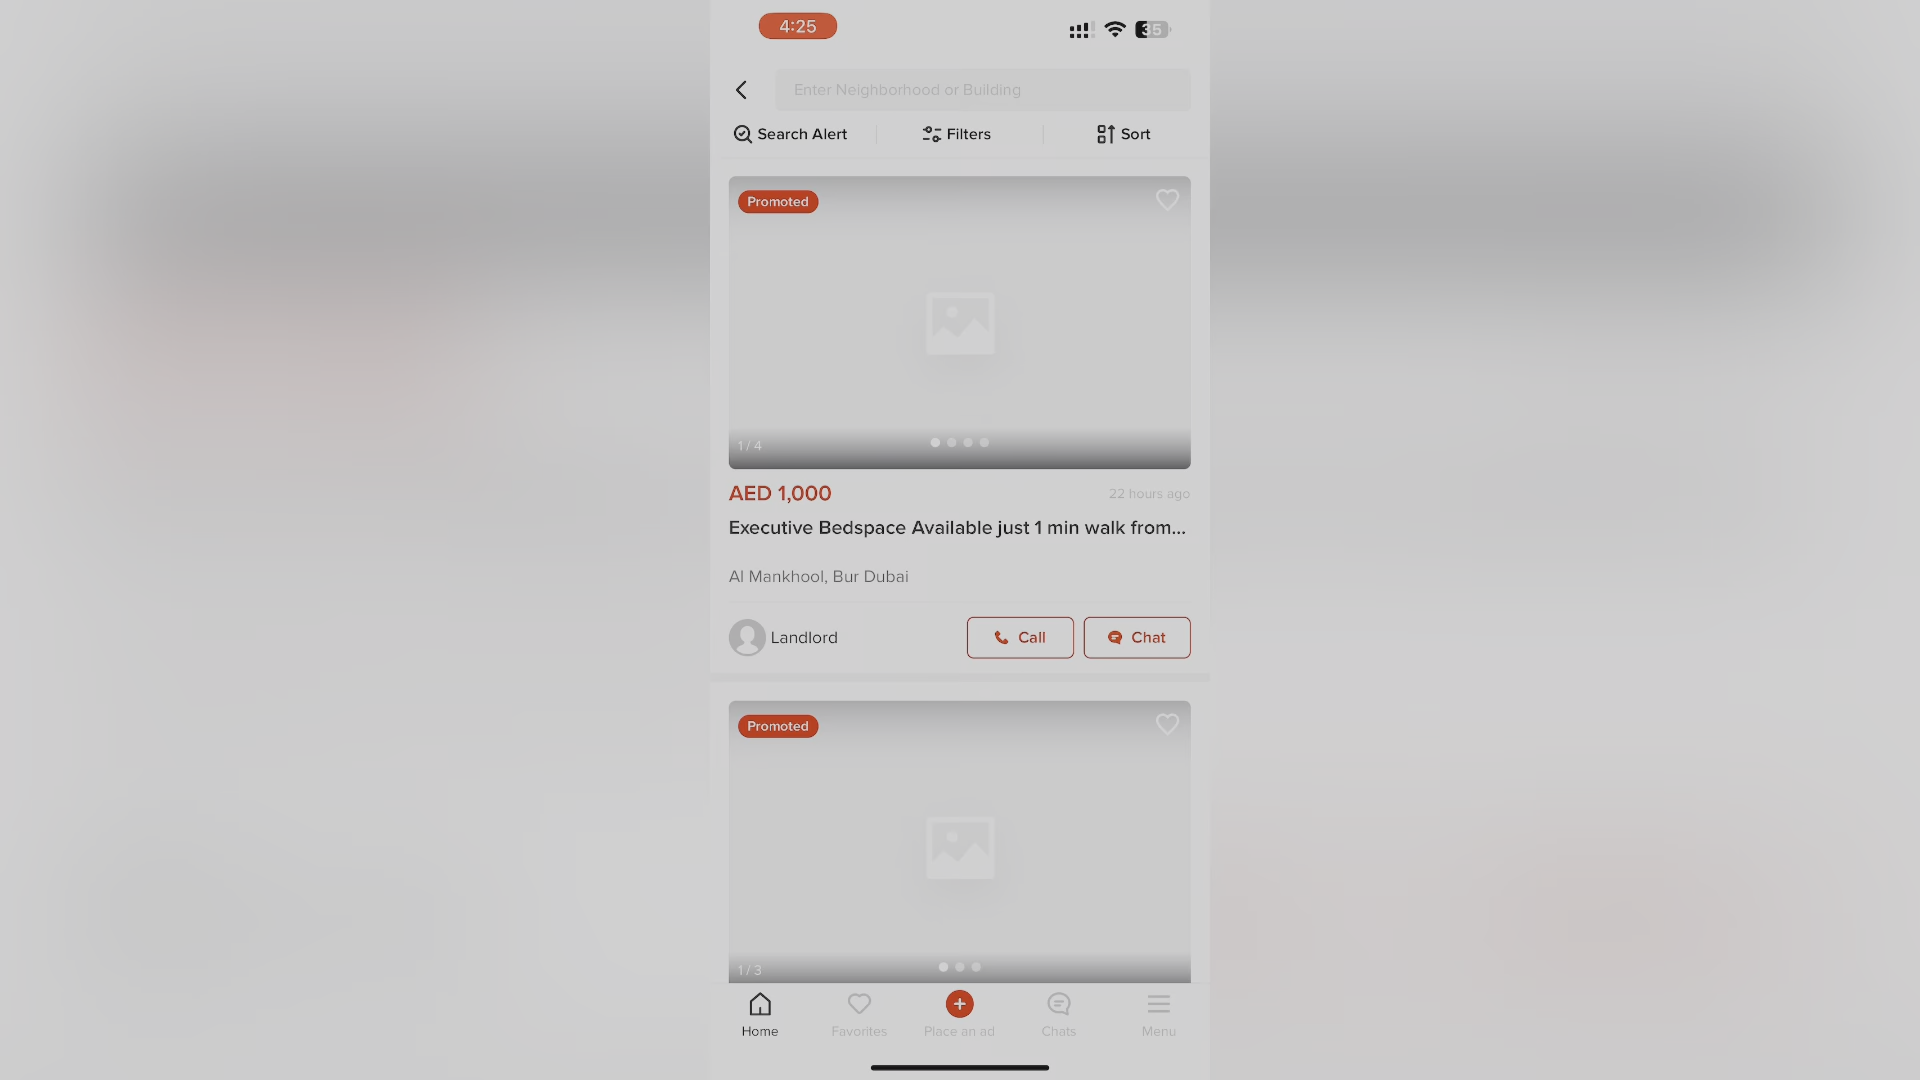 4:25
35
Enter Neighborhood or Building
Search Alert
Filters
Sort
Promoted
1 / 4
AED 1,000
22 hours ago
Executive Bedspace Available just 1 min walk from...
Al Mankhool, Bur Dubai
Landlord
Call
Chat
Promoted
1 / 3
Home
Favorites
Place an ad
Chats
Menu